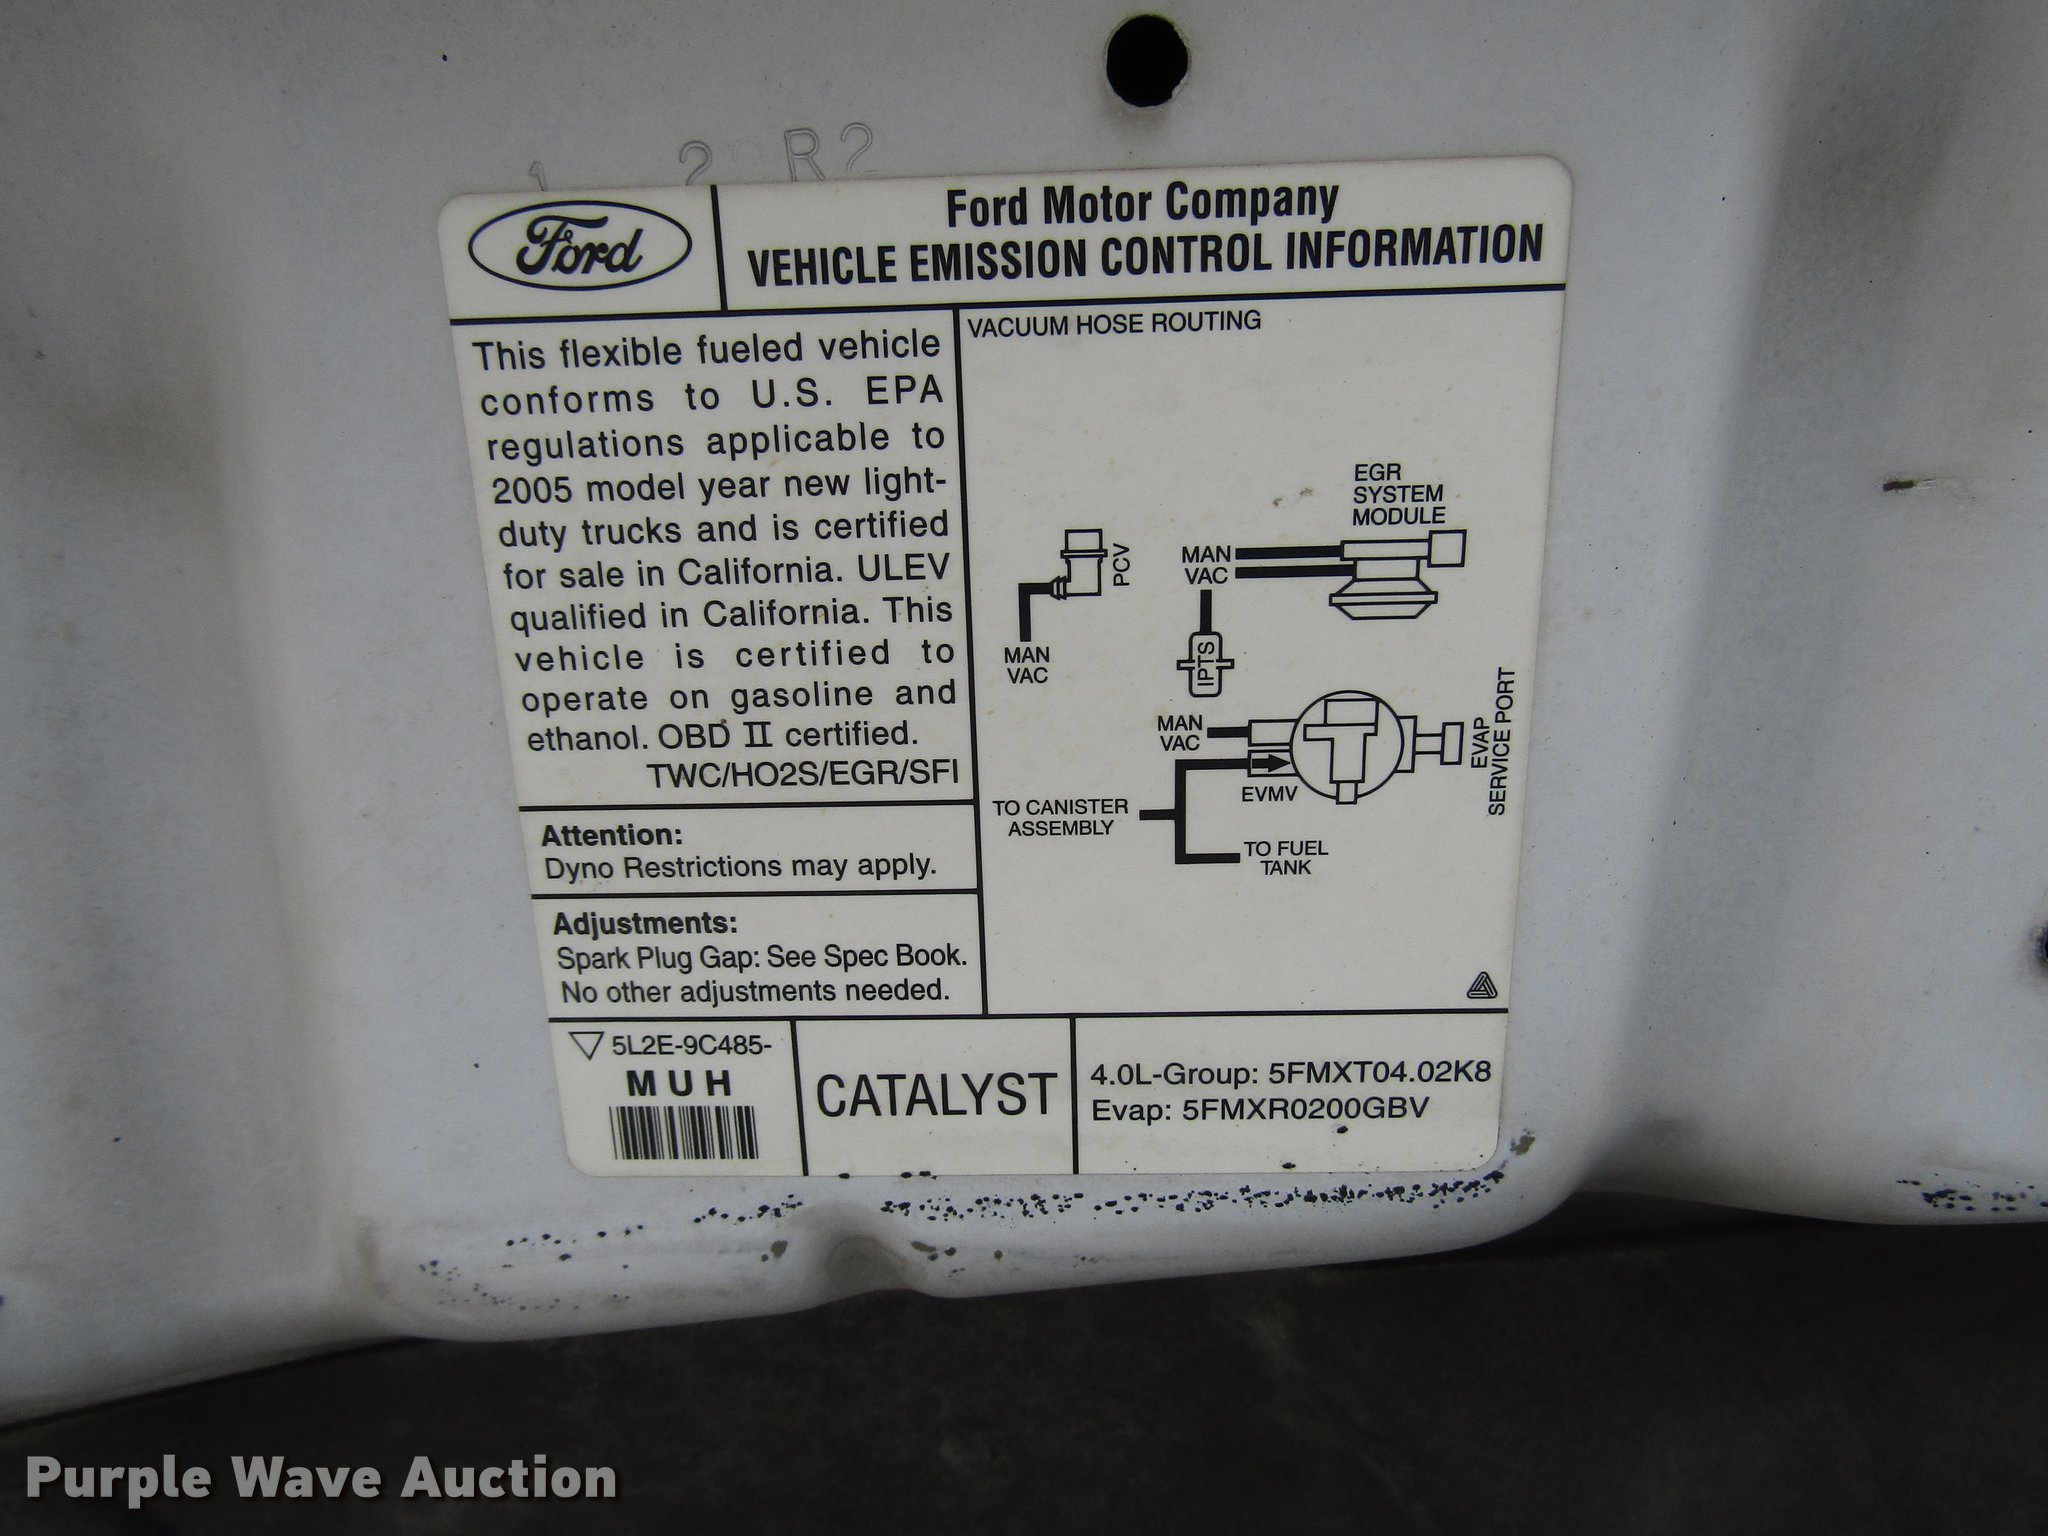 1 2 R2
Ford
Ford Motor Company
VEHICLE EMISSION CONTROL INFORMATION
This flexible fueled vehicle
conforms to U.S. EPA
regulations applicable to
2005 model year new light-
duty trucks and is certified
for sale in California. ULEV
qualified in California. This
vehicle is certified to
operate on gasoline and
ethanol. OBD II certified.
TWC/HO2S/EGR/SFI
Attention:
Dyno Restrictions may apply.
Adjustments:
Spark Plug Gap: See Spec Book.
No other adjustments needed.
VACUUM HOSE ROUTING
EGR
SYSTEM
MODULE
PCV
MAN
VAC
MAN
VAC
IPTS
MAN
VAC
EVAP
SERVICE PORT
EVMV
TO CANISTER
ASSEMBLY
TO FUEL
TANK
5L2E-9C485-
MUH
CATALYST
4.0L-Group: 5FMXT04.02K8
Evap: 5FMXR0200GBV
Purple Wave Auction